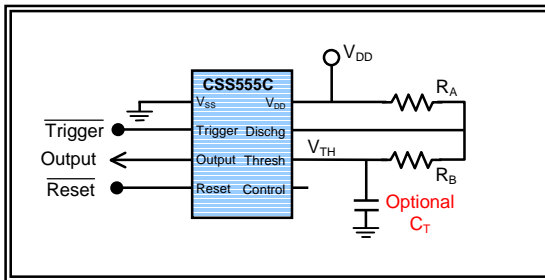 CSS555C
VDD
RA
VSS VDD
Trigger Trigger Dischg
Output Output Thresh VTH
RB
Reset Reset Control
Optional
CT